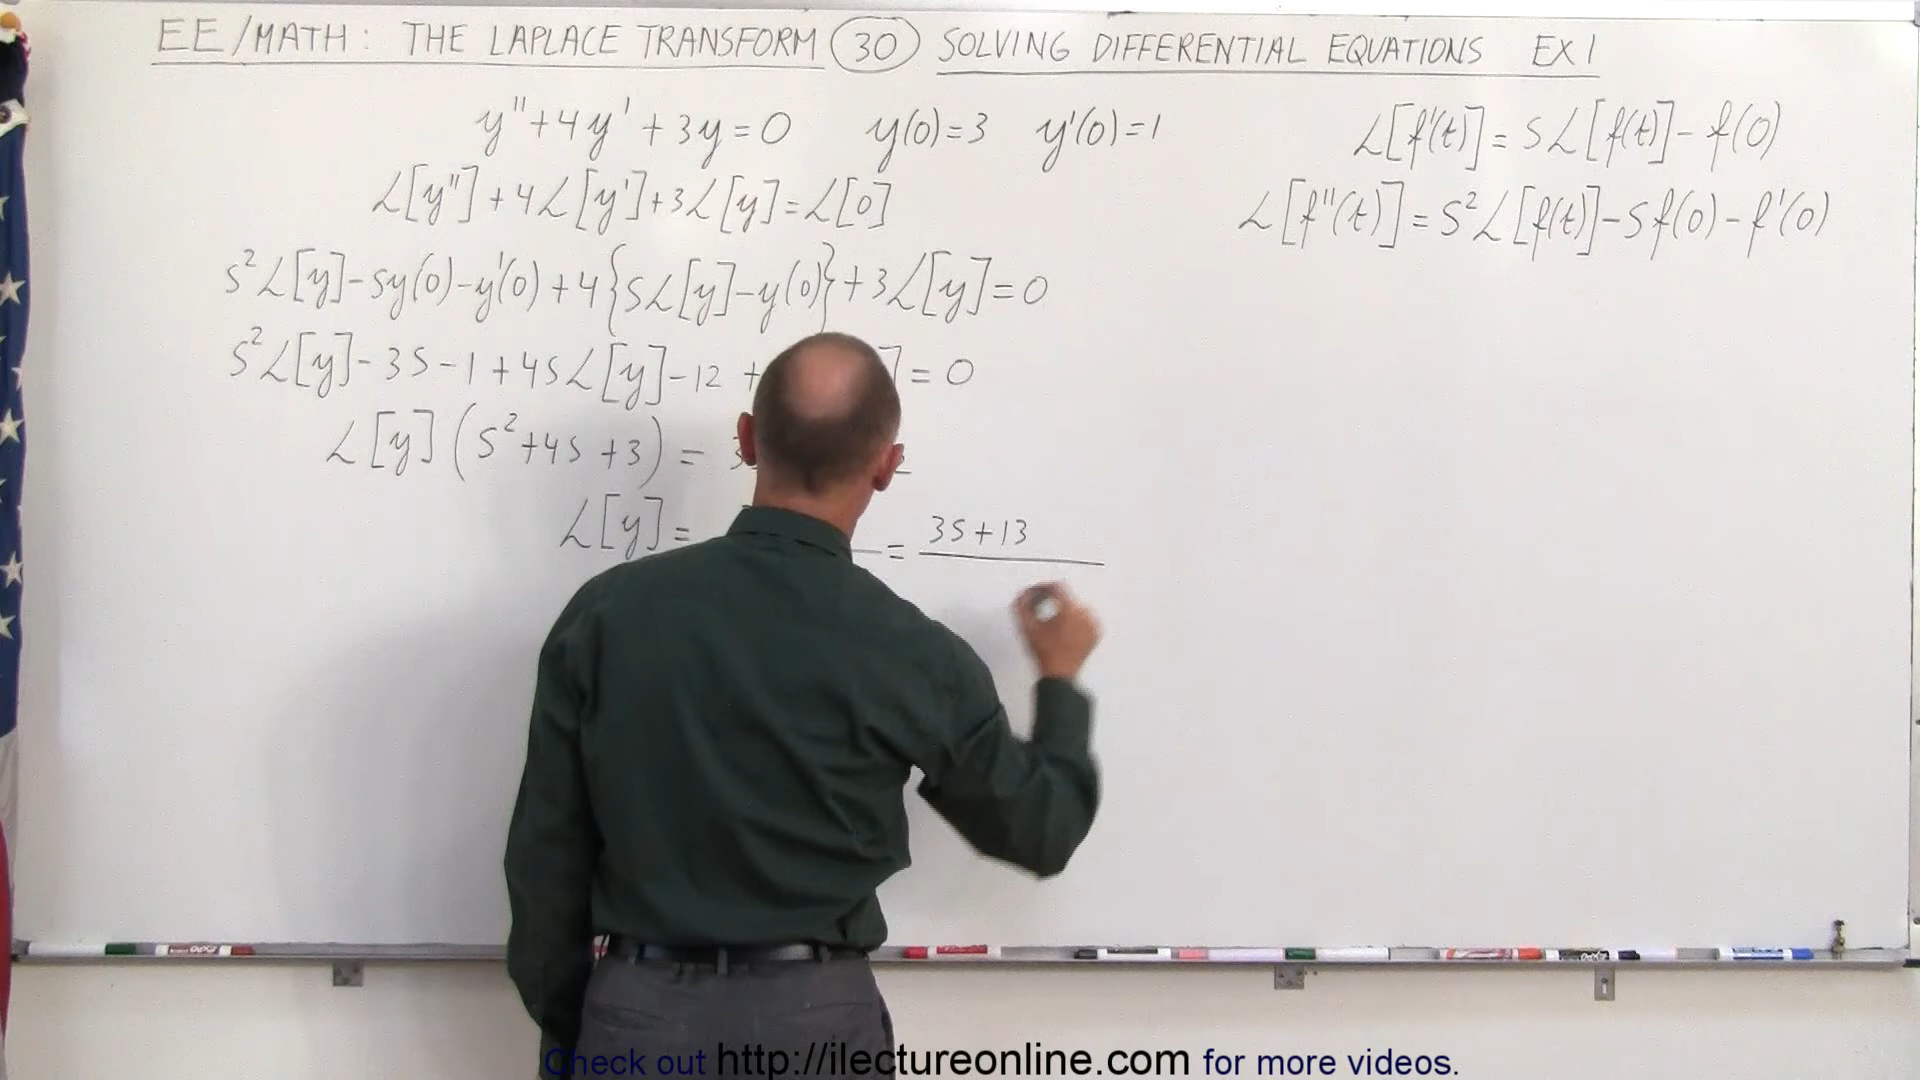 EE/MATH: THE LAPLACE TRANSFORM 30 SOLVING DIFFERENTIAL EQUATIONS EX 1
y''+4y'+3y=0 y(0)=3 y'(0)=1
ℒ[y'']+4ℒ[y']+3ℒ[y]=ℒ[0]
s²ℒ[y]-sy(0)-y'(0)+4{sℒ[y]-y(0)}+3ℒ[y]=0
s²ℒ[y]-3s-1+4sℒ[y]-12 + ]=0
ℒ[y](s²+4s+3)=
ℒ[y]= = 3s+13
ℒ[f'(t)]=sℒ[f(t)]-f(0)
ℒ[f''(t)]=s²ℒ[f(t)]-sf(0)-f'(0)
Check out http://ilectureonline.com for more videos.